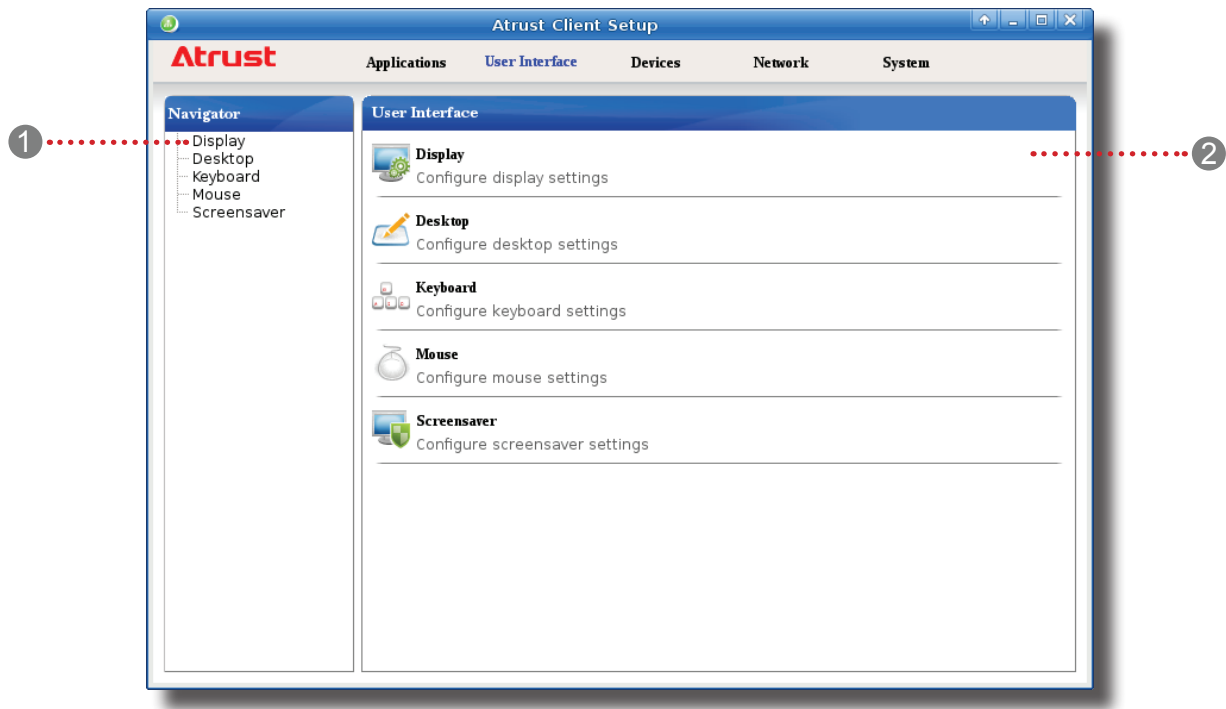 Atrust Client Setup
Atrust
Applications
User Interface
Devices
Network
System
Navigator
Display
Desktop
Keyboard
Mouse
Screensaver
User Interface
Display
Configure display settings
Desktop
Configure desktop settings
Keyboard
Configure keyboard settings
Mouse
Configure mouse settings
Screensaver
Configure screensaver settings
1
2